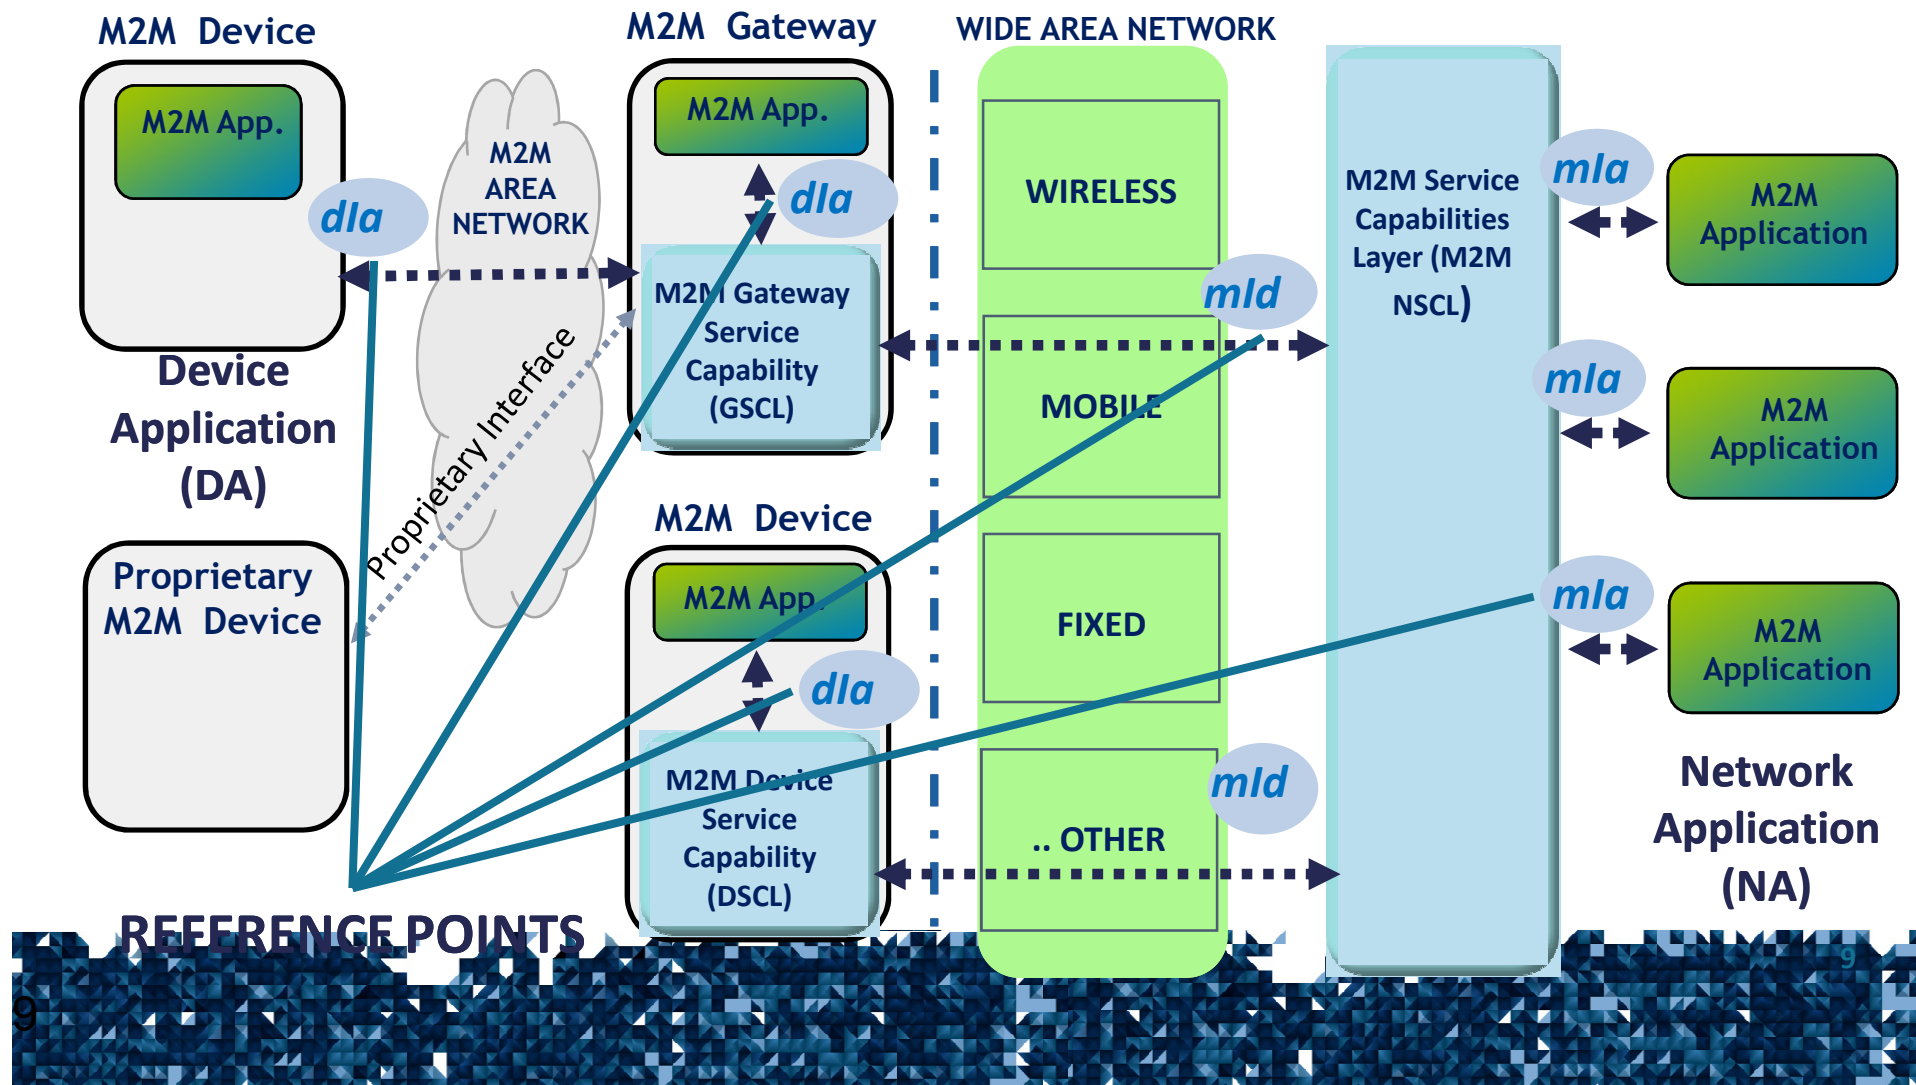 M2M Device
M2M App.
dIa
Device
Application
(DA)
Proprietary
M2M Device
M2M
AREA
NETWORK
Proprietary Interface
M2M Gateway
M2M App.
dIa
M2M Gateway
Service
Capability
(GSCL)
M2M Device
M2M App.
dIa
M2M Device
Service
Capability
(DSCL)
WIDE AREA NETWORK
WIRELESS
MOBILE
FIXED
.. OTHER
mId
mId
M2M Service
Capabilities
Layer (M2M
NSCL)
mIa
M2M
Application
mIa
M2M
Application
mIa
M2M
Application
Network
Application
(NA)
REFERENCE POINTS
9
9